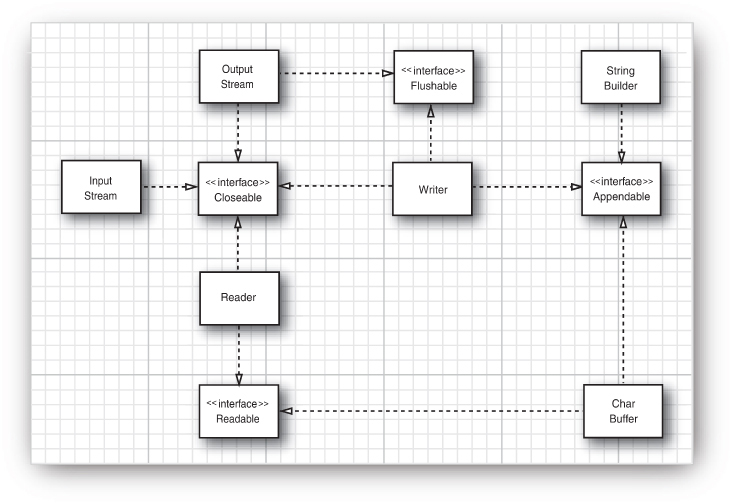 Output
Stream
<<interface>>
Flushable
String
Builder
Input
Stream
<<interface>>
Closeable
Writer
<<interface>>
Appendable
Reader
<<interface>>
Readable
Char
Buffer